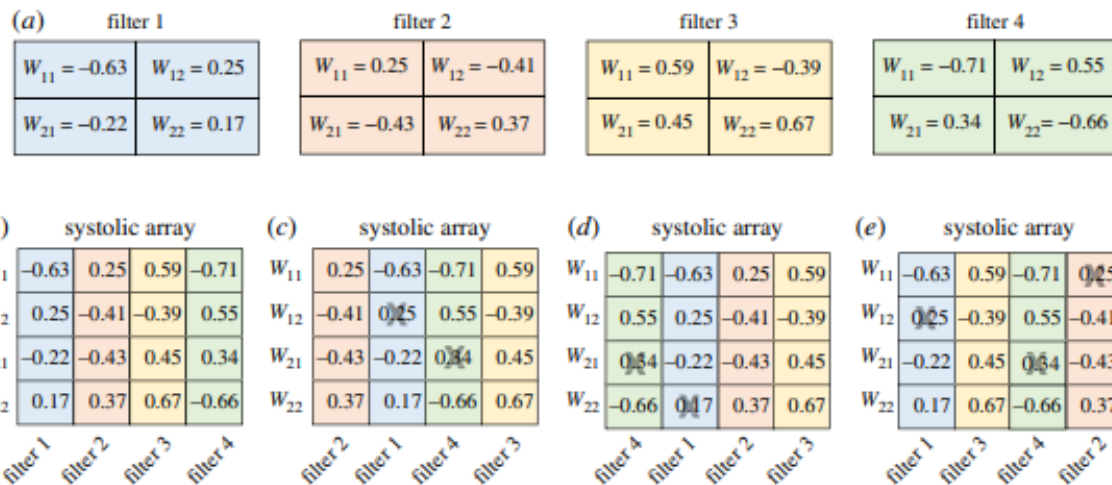 (a) filter 1 filter 2 filter 3 filter 4
W11 = –0.63 W12 = 0.25 W11 = 0.25 W12 = –0.41 W11 = 0.59 W12 = –0.39 W11 = –0.71 W12 = 0.55
W21 = –0.22 W22 = 0.17 W21 = –0.43 W22 = 0.37 W21 = 0.45 W22 = 0.67 W21 = 0.34 W22= –0.66
) systolic array (c) systolic array (d) systolic array (e) systolic array
1 –0.63 0.25 0.59 –0.71 W11 0.25 –0.63 –0.71 0.59 W11 –0.71 –0.63 0.25 0.59 W11 –0.63 0.59 –0.71 0.25
2 0.25 –0.41 –0.39 0.55 W12 –0.41 0.25 0.55 –0.39 W12 0.55 0.25 –0.41 –0.39 W12 0.25 –0.39 0.55 –0.41
21 –0.22 –0.43 0.45 0.34 W21 –0.43 –0.22 0.34 0.45 W21 0.34 –0.22 –0.43 0.45 W21 –0.22 0.45 0.34 –0.43
2 0.17 0.37 0.67 –0.66 W22 0.37 0.17 –0.66 0.67 W22 –0.66 0.17 0.37 0.67 W22 0.17 0.67 –0.66 0.37
filter 1 filter 2 filter 3 filter 4 filter 2 filter 1 filter 4 filter 3 filter 4 filter 1 filter 2 filter 3 filter 1 filter 3 filter 4 filter 2